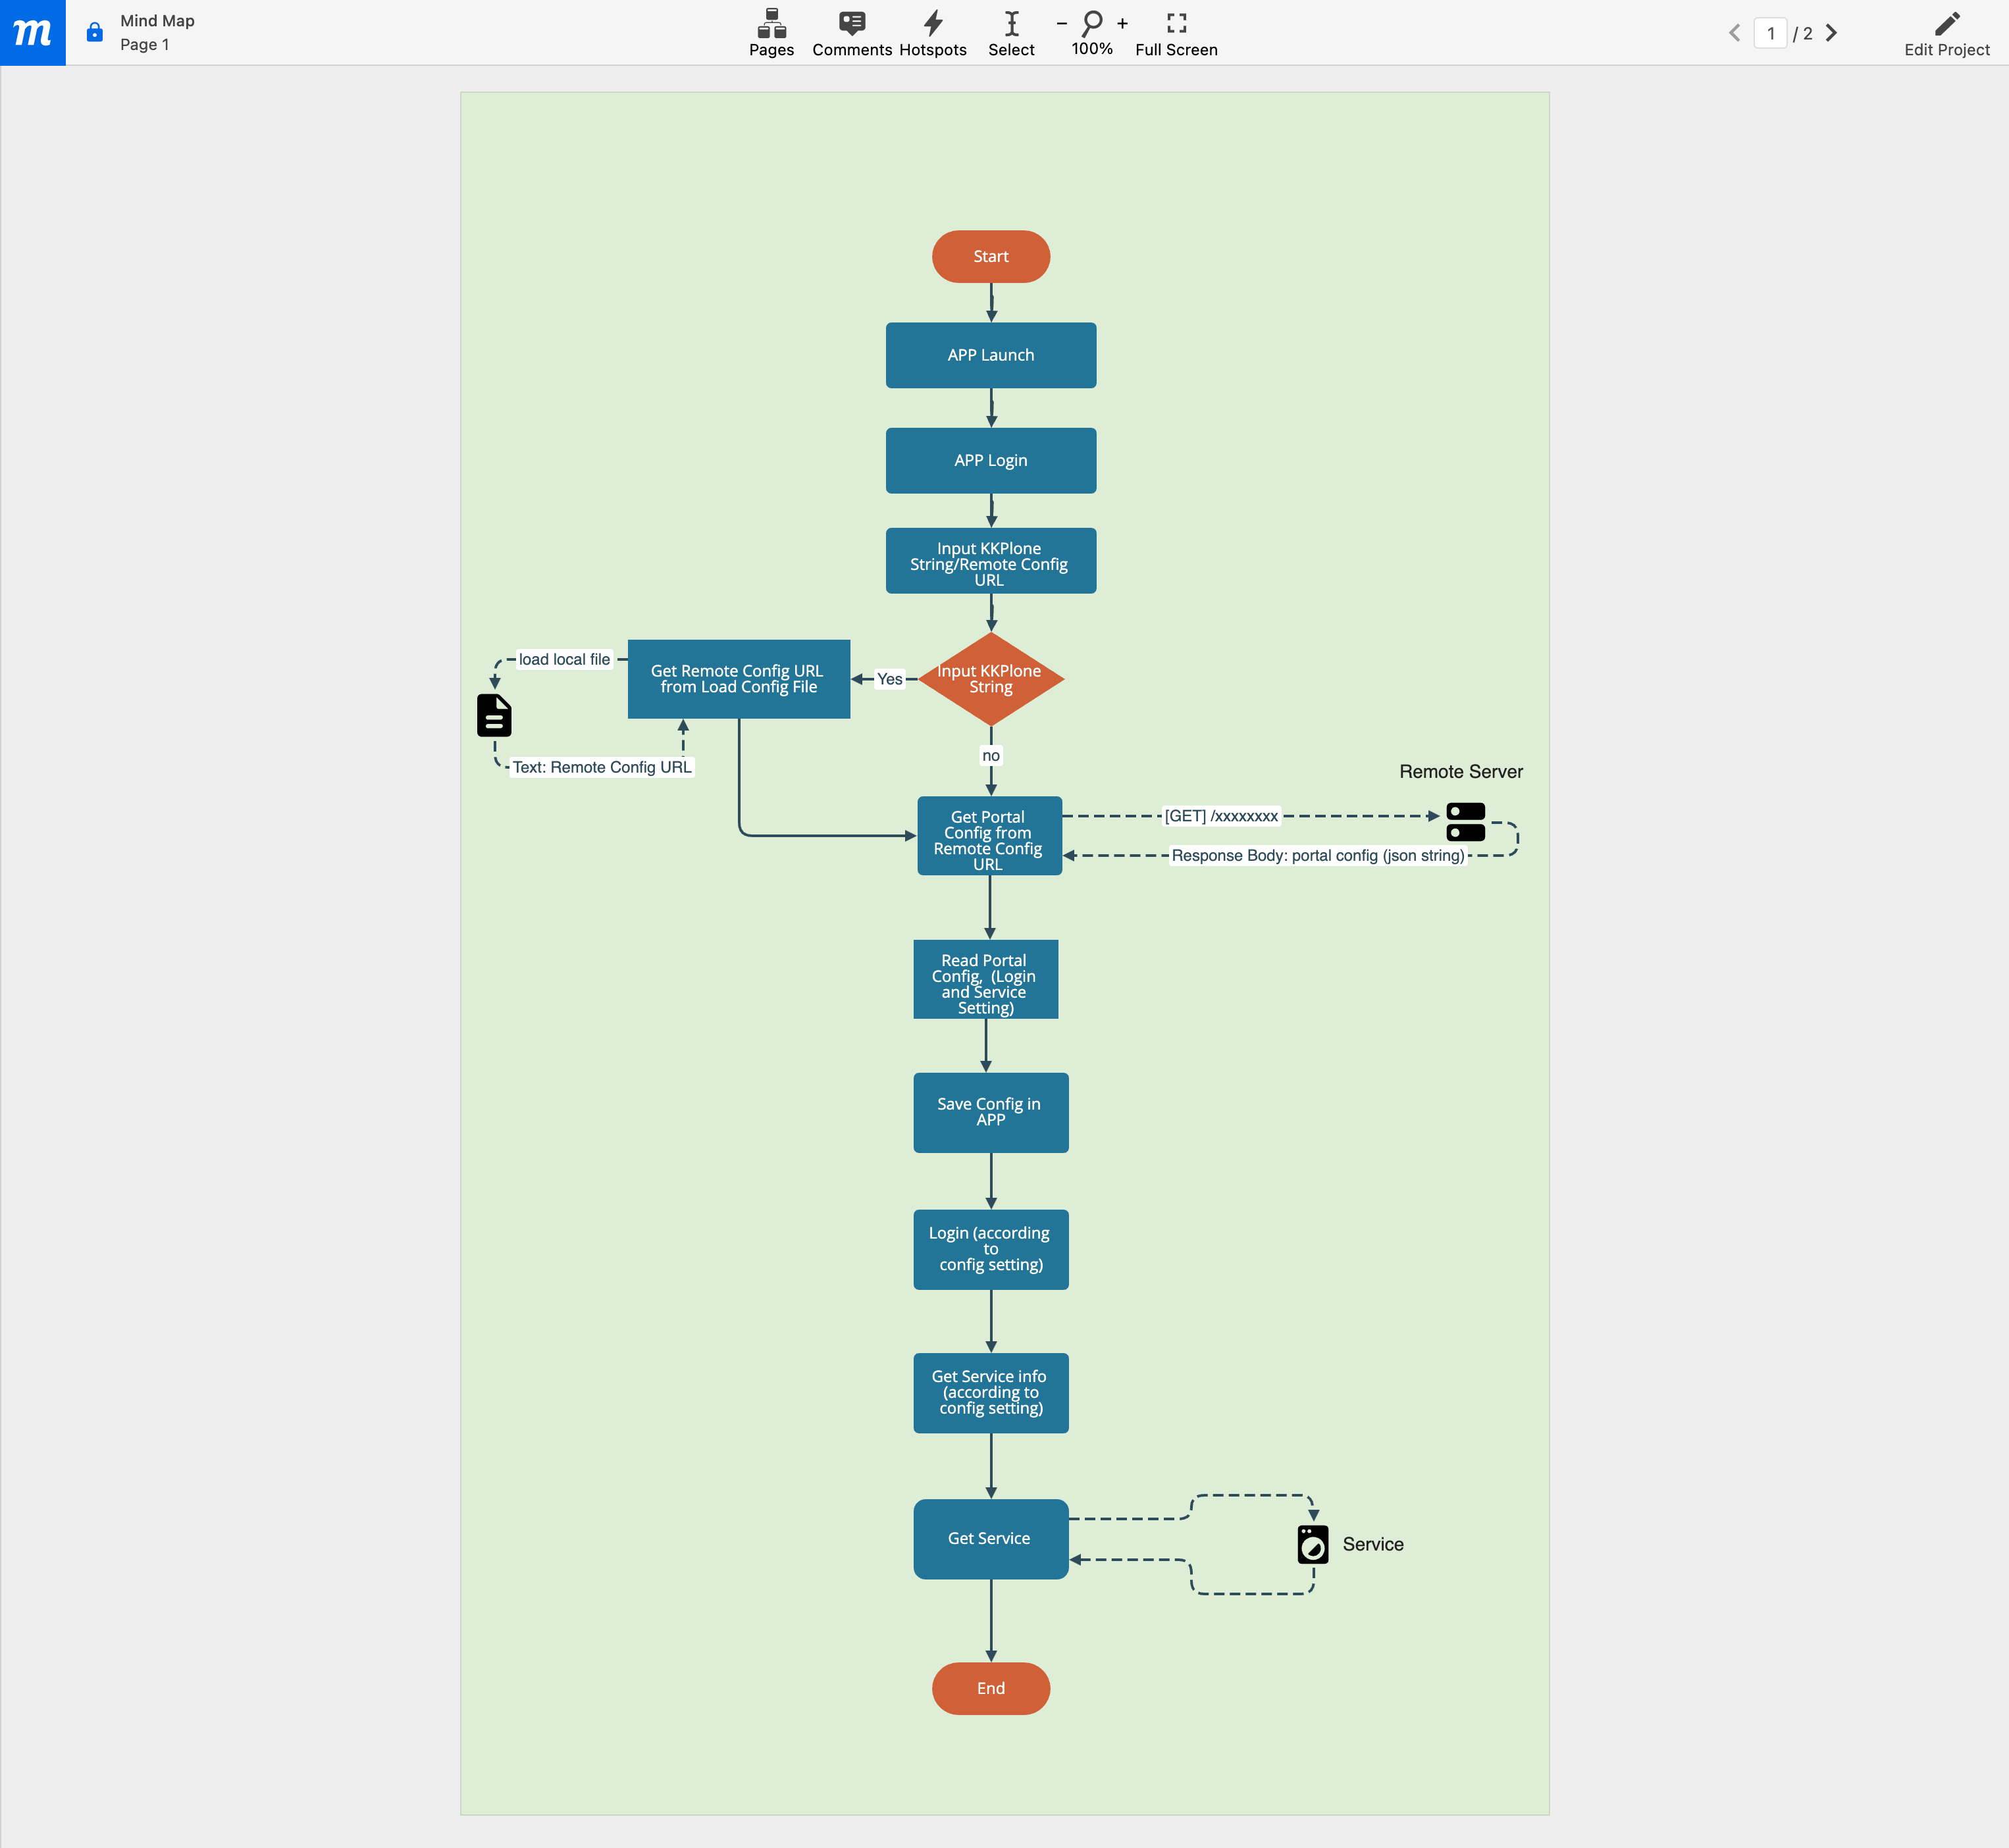 m
Mind Map
Page 1
Pages
Comments
Hotspots
Select
− +
100%
Full Screen
1 / 2
Edit Project
Start
APP Launch
APP Login
Input KKPlone
String/Remote Config
URL
Input KKPlone
String
Yes
Get Remote Config URL
from Load Config File
load local file
Text: Remote Config URL
no
Remote Server
Get Portal
Config from
Remote Config
URL
[GET] /xxxxxxxx
Response Body: portal config (json string)
Read Portal
Config, (Login
and Service
Setting)
Save Config in
APP
Login (according
to
config setting)
Get Service info
(according to
config setting)
Get Service
Service
End